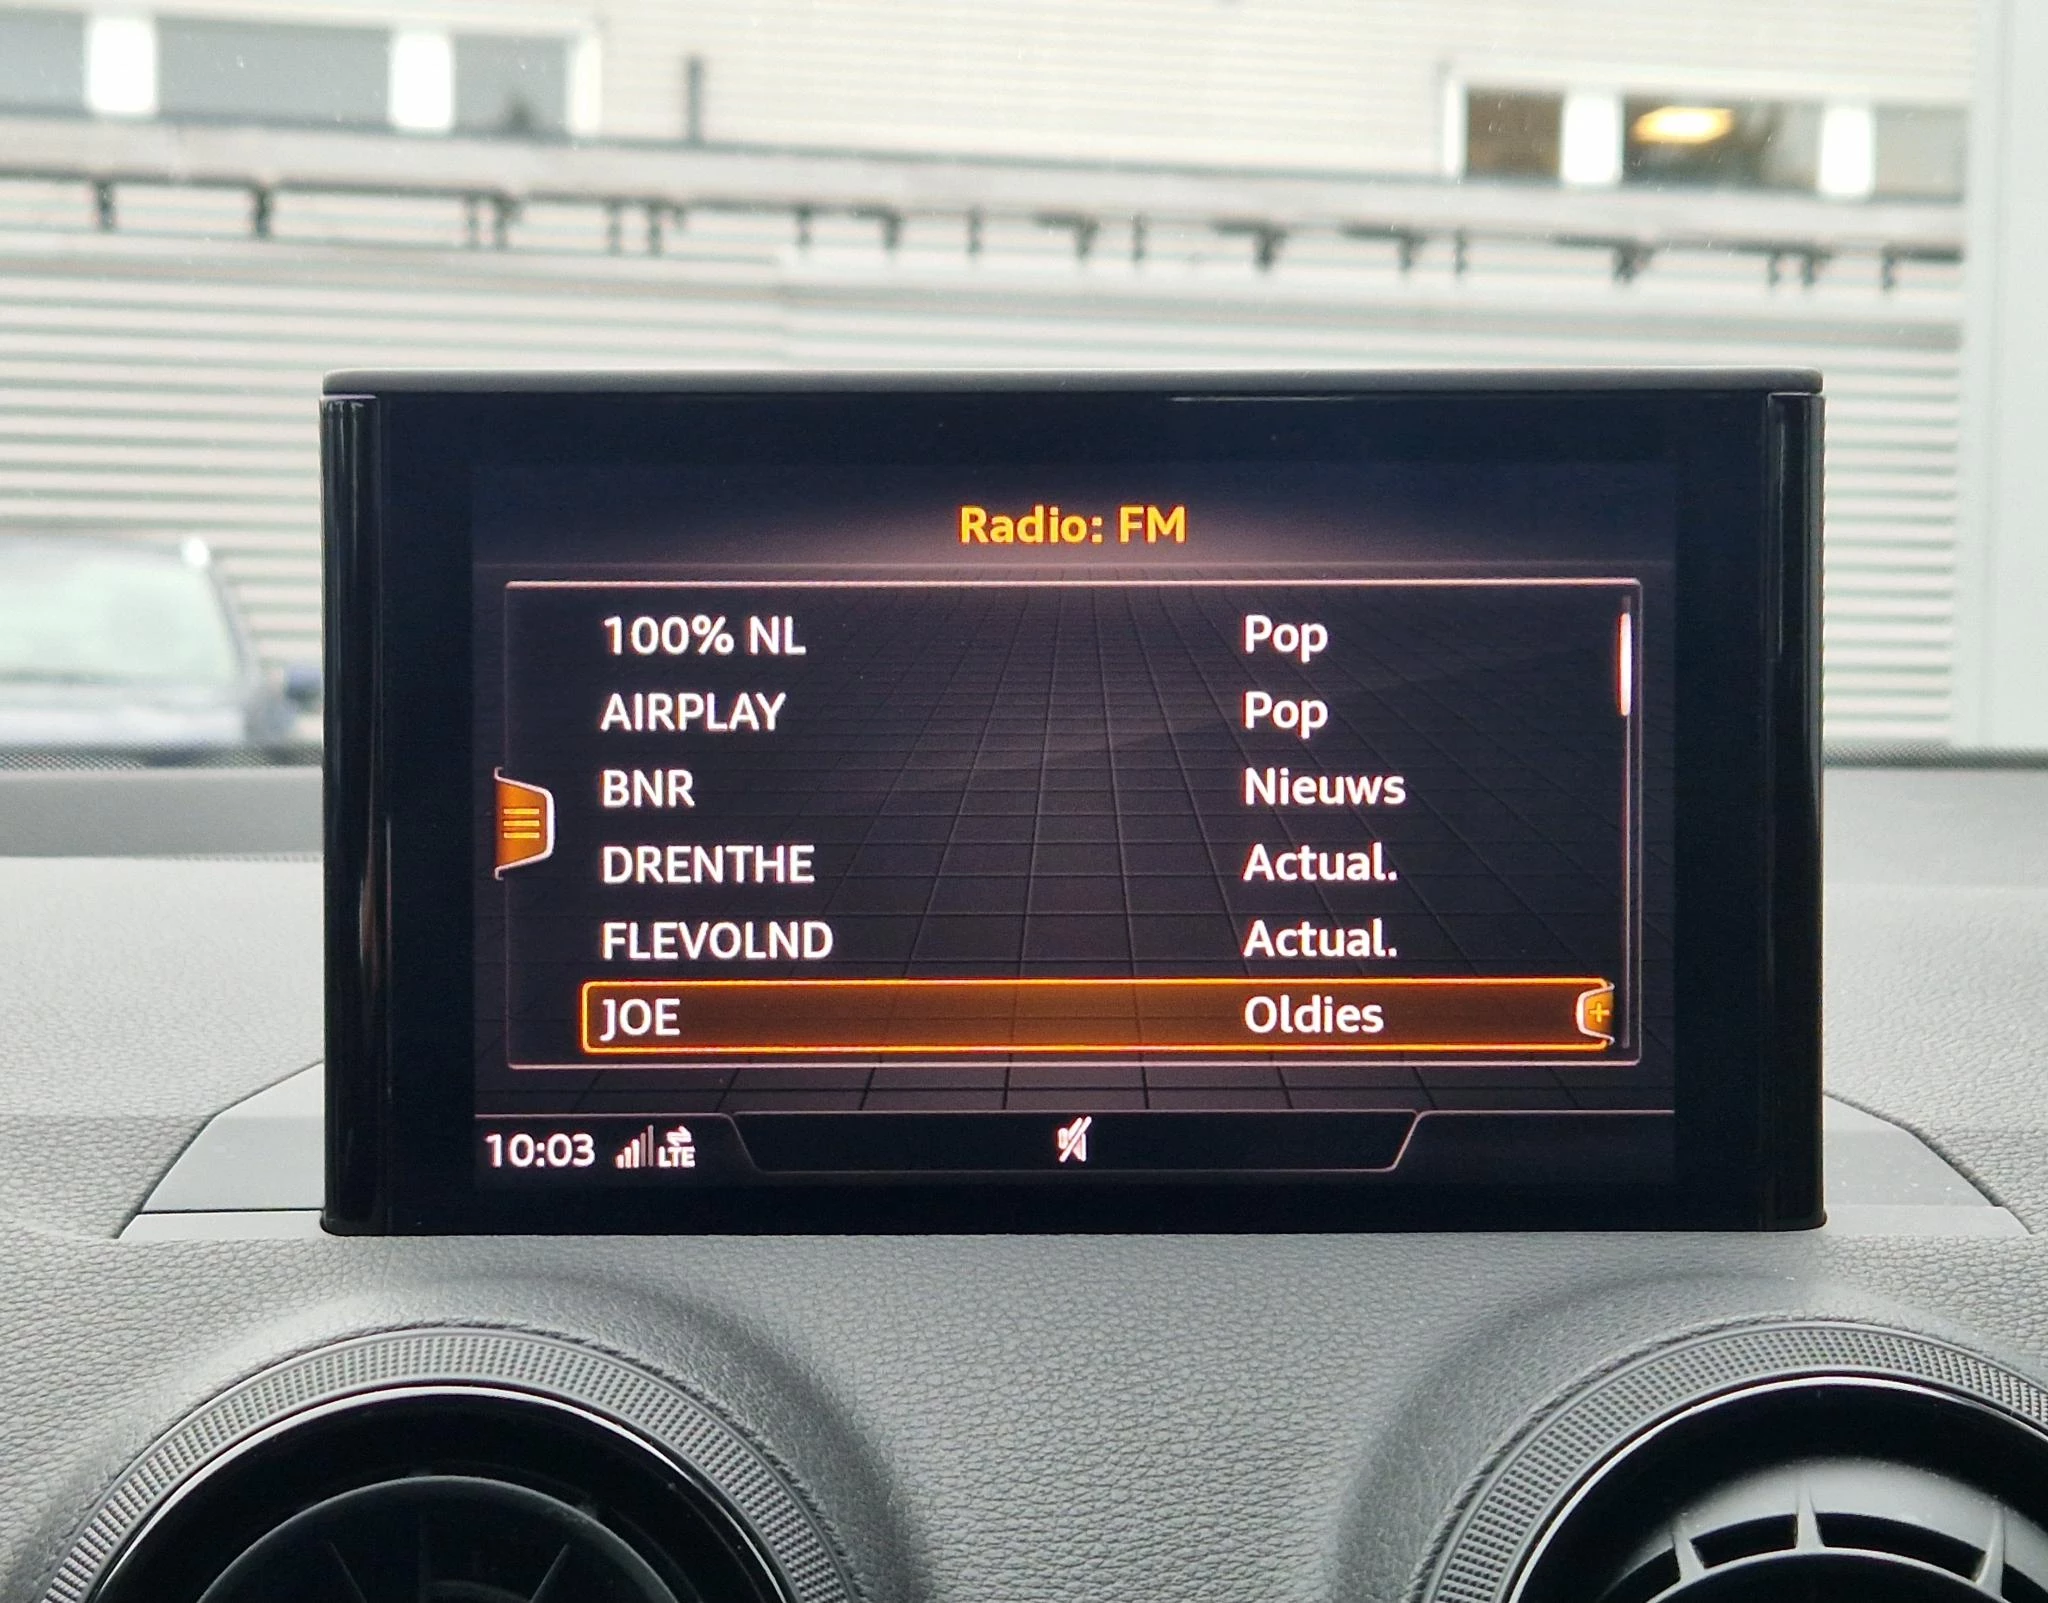 Radio: FM
100% NL Pop
AIRPLAY Pop
BNR Nieuws
DRENTHE Actual.
FLEVOLND Actual.
JOE Oldies
10:03 LTE